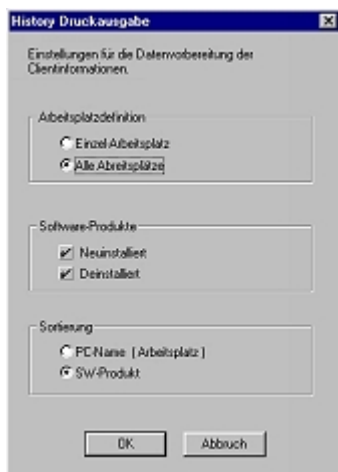 History Druckausgabe
Einstellungen für die Datenvorbereitung der
Clientinformationen.
Arbeitsplatzdefinition
Einzel-Arbeitsplatz
Alle Abreitsplätze
Software-Produkte
Neuinstalliert
Deinstalliert
Sortierung
PC-Name ( Arbeitsplatz )
SW-Produkt
OK
Abbruch